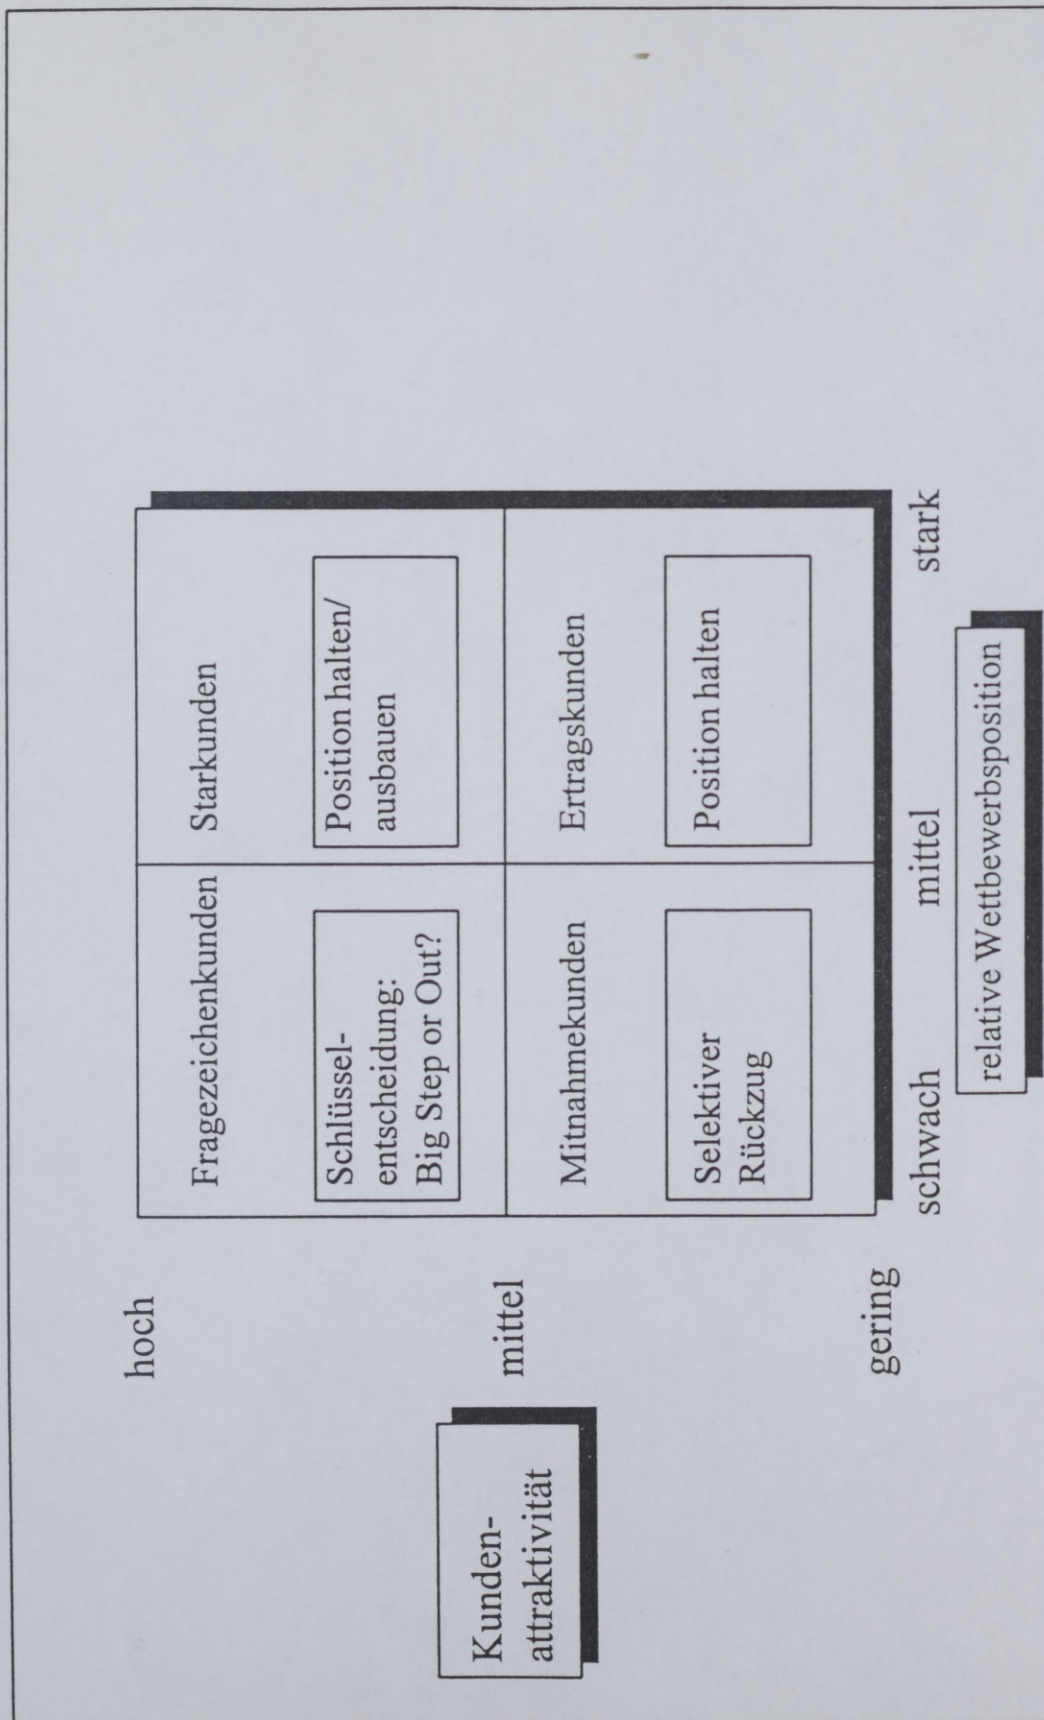 hoch
Fragezeichenkunden
Starkunden
Schlüssel-
entscheidung:
Big Step or Out?
Position halten/
ausbauen
Kunden-
attraktivität
mittel
Mitnahmekunden
Ertragskunden
Selektiver
Rückzug
Position halten
gering
schwach
mittel
stark
relative Wettbewerbsposition